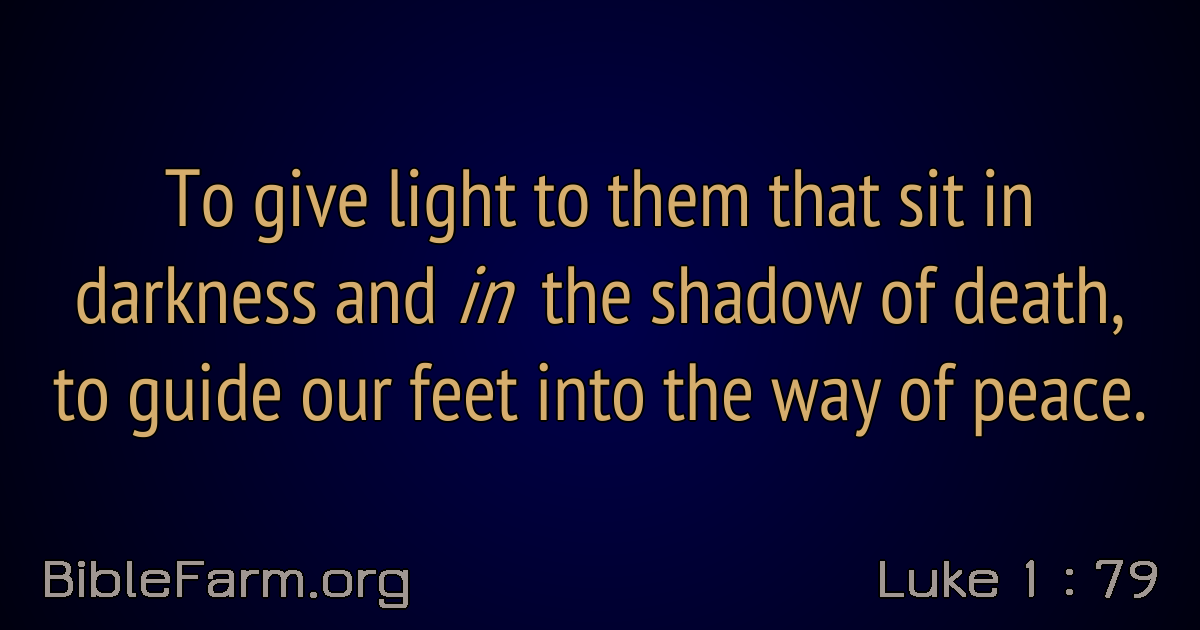 To give light to them that sit in
darkness and in the shadow of death,
to guide our feet into the way of peace.
BibleFarm.org
Luke 1 : 79